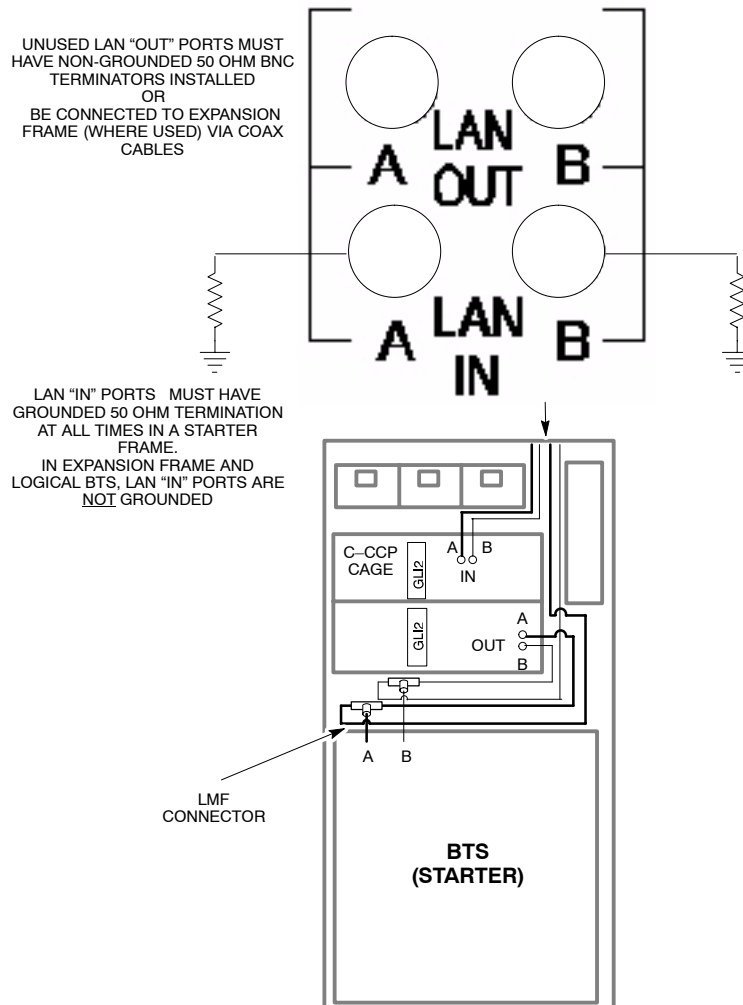 UNUSED LAN “OUT” PORTS MUST
HAVE NON-GROUNDED 50 OHM BNC
TERMINATORS INSTALLED
OR
BE CONNECTED TO EXPANSION
FRAME (WHERE USED) VIA COAX
CABLES
A LAN OUT B
A LAN IN B
LAN “IN” PORTS MUST HAVE
GROUNDED 50 OHM TERMINATION
AT ALL TIMES IN A STARTER
FRAME.
IN EXPANSION FRAME AND
LOGICAL BTS, LAN “IN” PORTS ARE
NOT GROUNDED
C–CCP
CAGE
GLI2
A B
IN
GLI2
A
OUT
B
A B
LMF
CONNECTOR
BTS
(STARTER)